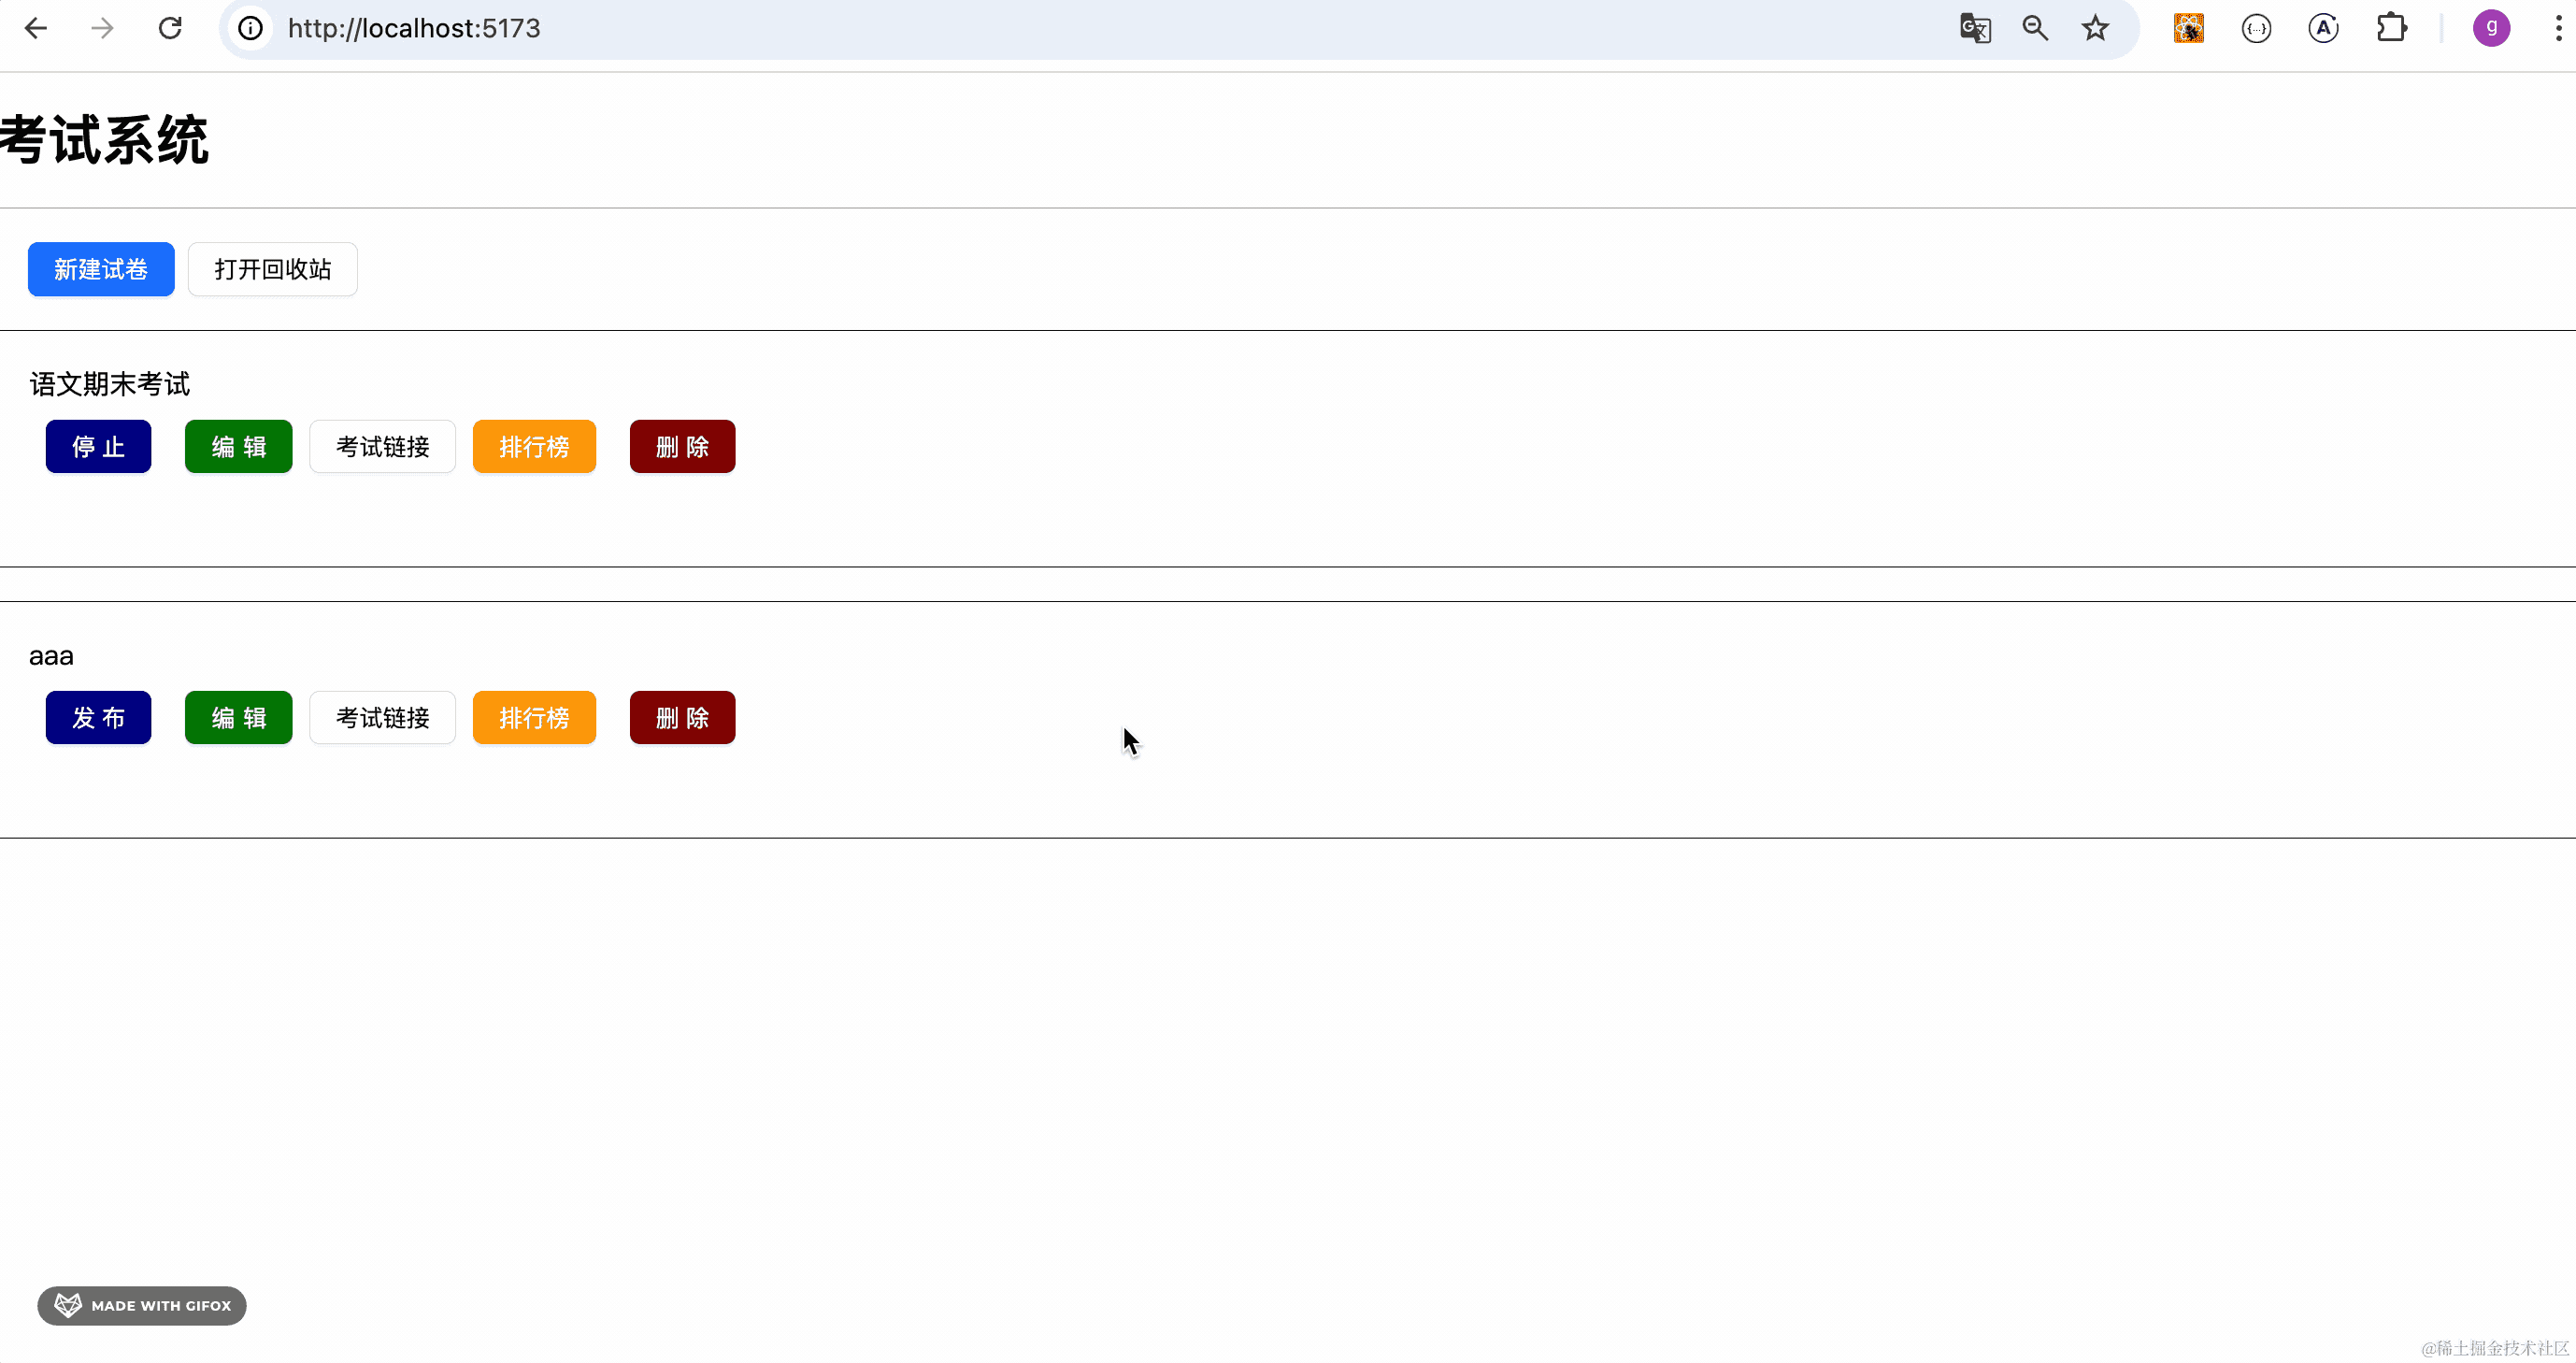 http://localhost:5173
g
考试系统
新建试卷 打开回收站
语文期末考试
停止 编辑 考试链接 排行榜 删除
aaa
发布 编辑 考试链接 排行榜 删除
MADE WITH GIFOX
@稀土掘金技术社区